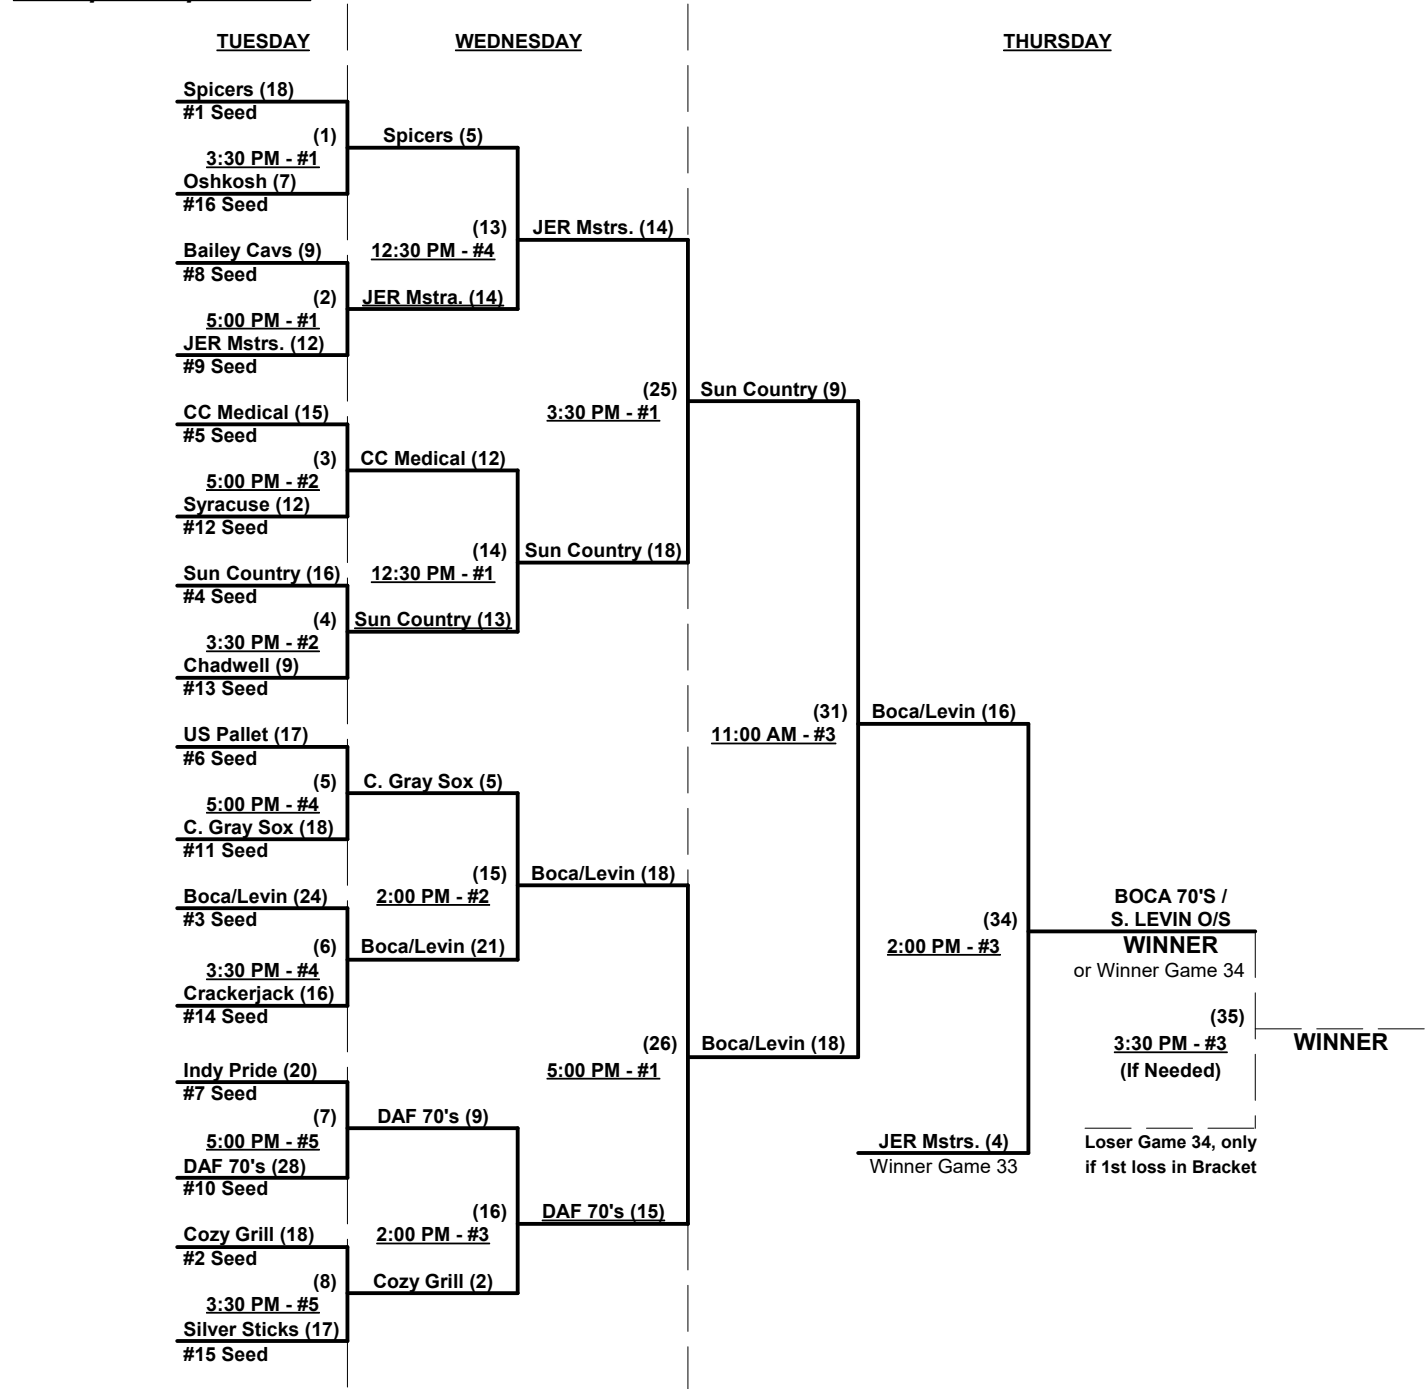 TUESDAY
WEDNESDAY
THURSDAY
Spicers (18)
#1 Seed
(1)
3:30 PM - #1
Oshkosh (7)
#16 Seed
Bailey Cavs (9)
#8 Seed
(2)
5:00 PM - #1
JER Mstrs. (12)
#9 Seed
CC Medical (15)
#5 Seed
(3)
5:00 PM - #2
Syracuse (12)
#12 Seed
Sun Country (16)
#4 Seed
(4)
3:30 PM - #2
Chadwell (9)
#13 Seed
US Pallet (17)
#6 Seed
(5)
5:00 PM - #4
C. Gray Sox (18)
#11 Seed
Boca/Levin (24)
#3 Seed
(6)
3:30 PM - #4
Crackerjack (16)
#14 Seed
Indy Pride (20)
#7 Seed
(7)
5:00 PM - #5
DAF 70's (28)
#10 Seed
Cozy Grill (18)
#2 Seed
(8)
3:30 PM - #5
Silver Sticks (17)
#15 Seed
Spicers (5)
(13)
12:30 PM - #4
JER Mstra. (14)
CC Medical (12)
(14)
12:30 PM - #1
Sun Country (13)
C. Gray Sox (5)
(15)
2:00 PM - #2
Boca/Levin (21)
DAF 70's (9)
(16)
2:00 PM - #3
Cozy Grill (2)
JER Mstrs. (14)
(25)
3:30 PM - #1
Sun Country (18)
Boca/Levin (18)
(26)
5:00 PM - #1
DAF 70's (15)
Sun Country (9)
(31)
11:00 AM - #3
Boca/Levin (18)
Boca/Levin (16)
(34)
2:00 PM - #3
JER Mstrs. (4)
Winner Game 33
BOCA 70'S /
S. LEVIN O/S
WINNER
or Winner Game 34
(35)
3:30 PM - #3
(If Needed)
Loser Game 34, only
if 1st loss in Bracket
WINNER